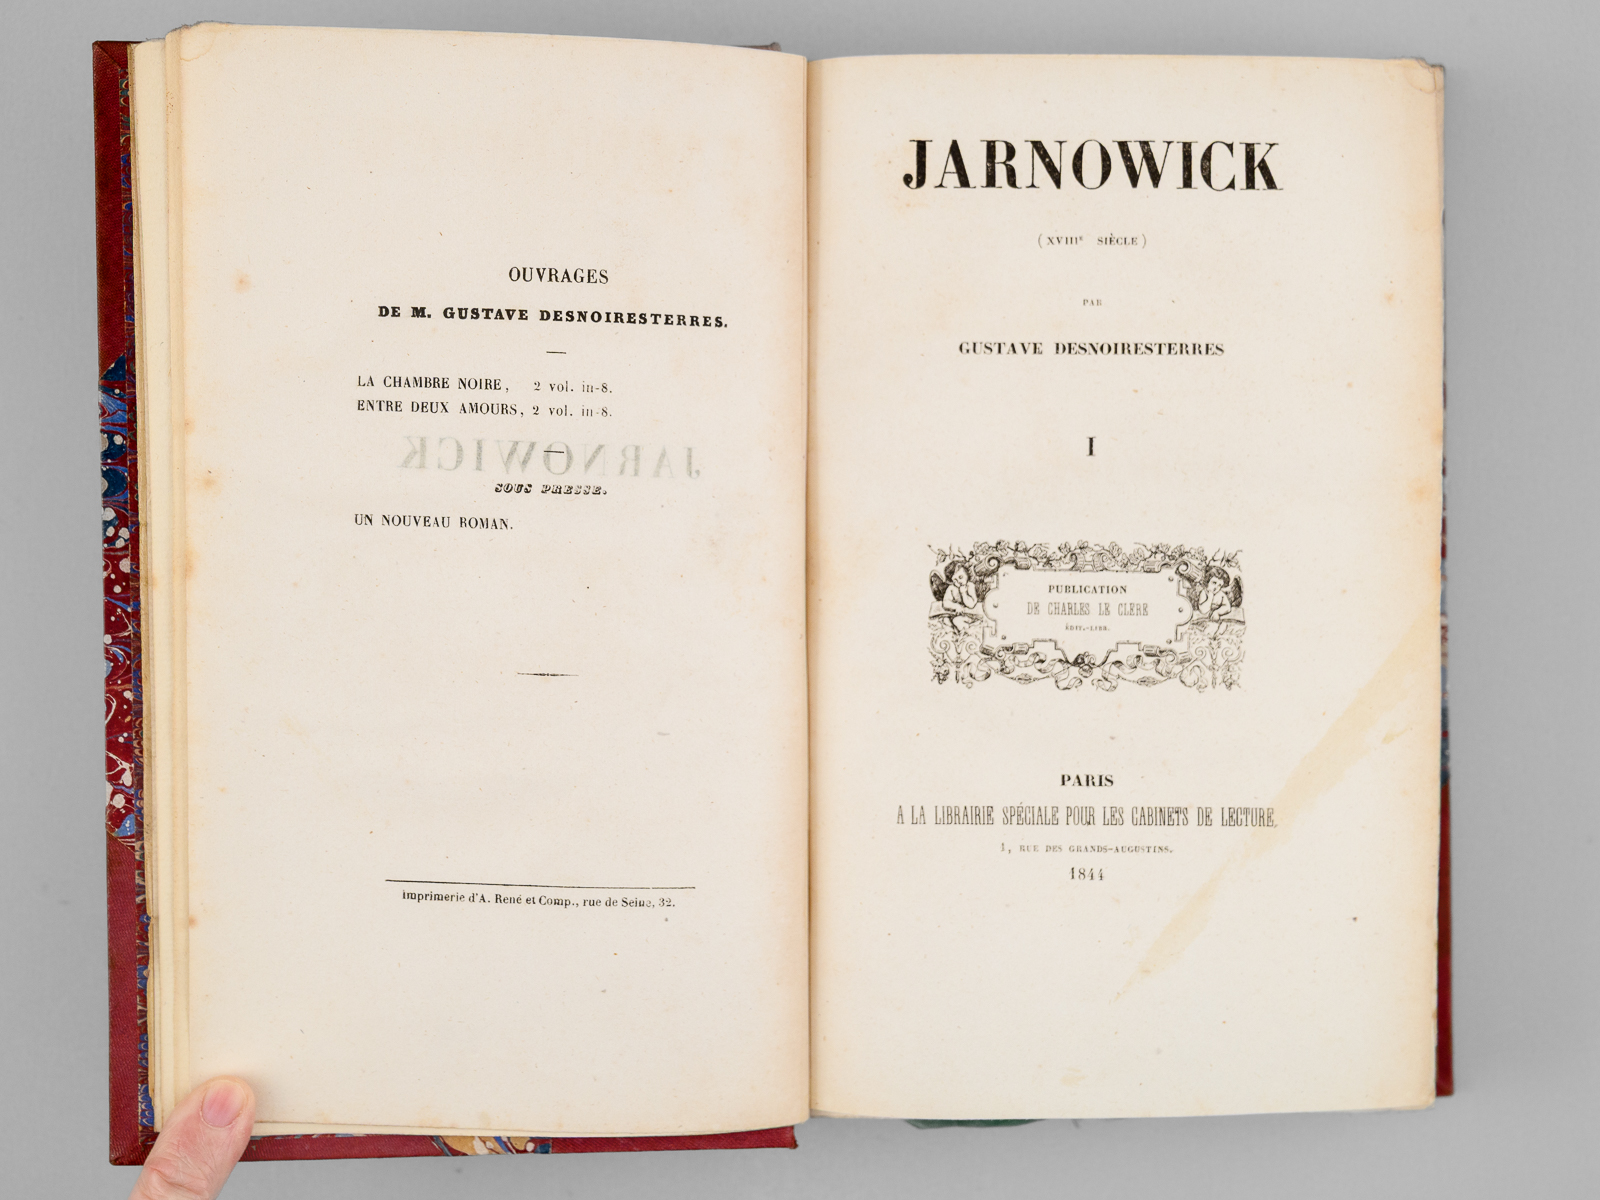 OUVRAGES
DE M. GUSTAVE DESNOIRESTERRES.
LA CHAMBRE NOIRE, 2 vol. in-8.
ENTRE DEUX AMOURS, 2 vol. in-8.
JARNOWICK
SOUS PRESSE.
UN NOUVEAU ROMAN.
Imprimerie d'A. René et Comp., rue de Seine, 32.
JARNOWICK
(XVIIIᵉ SIÈCLE)
PAR
GUSTAVE DESNOIRESTERRES
I
PUBLICATION
DE CHARLES LE CLERE
ÉDIT.-LIBR.
PARIS
A LA LIBRAIRIE SPÉCIALE POUR LES CABINETS DE LECTURE,
1, RUE DES GRANDS-AUGUSTINS.
1844